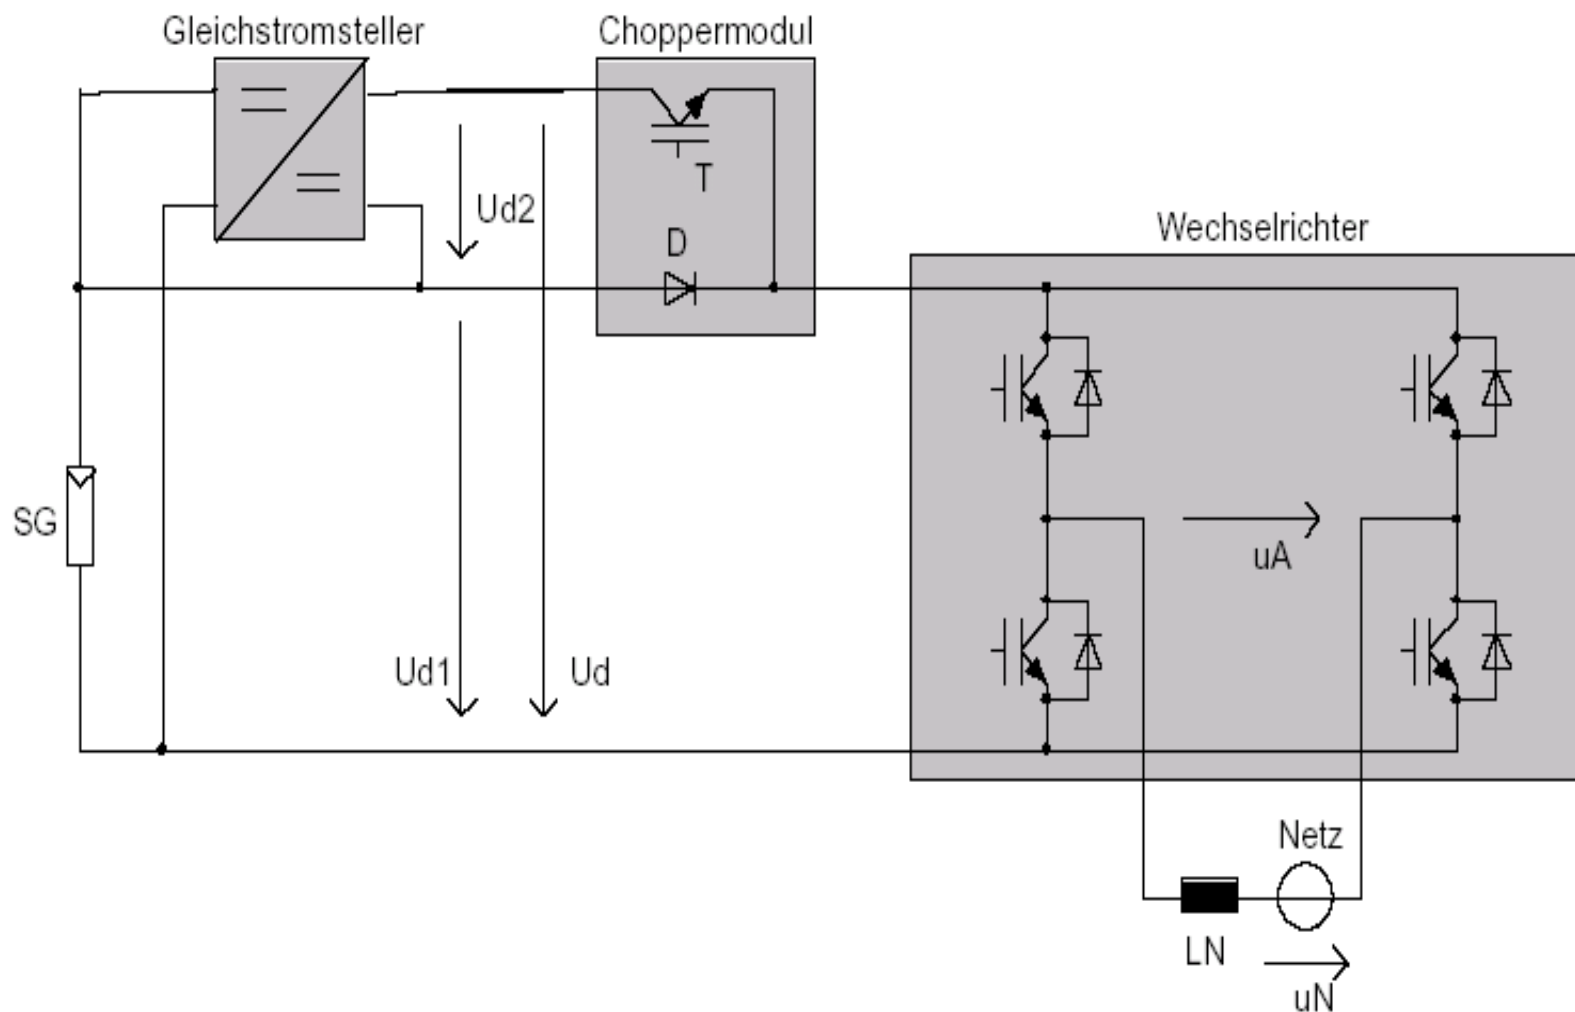 Gleichstromsteller
Choppermodul
T
Ud2
D
Wechselrichter
SG
uA
Ud1
Ud
Netz
LN
uN